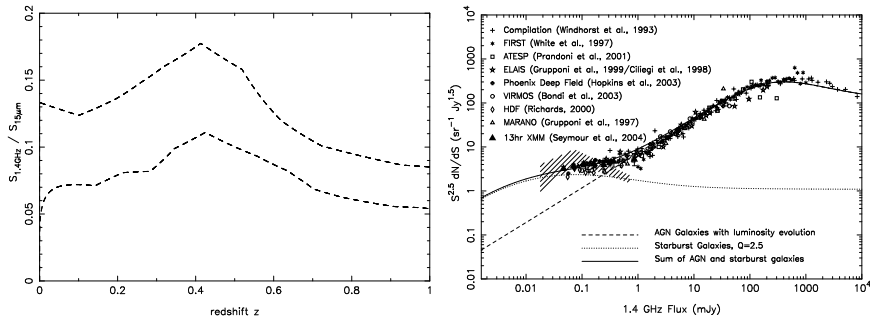 0.2
0.15
0.1
0.05
0
0 0.2 0.4 0.6 0.8 1
S1.4GHz / S15μm
redshift z
10⁴
1000
100
10
1
0.1
0.01
0.01 0.1 1 10 100 1000 10⁴
S2.5 dN/dS (sr−1 Jy1.5)
1.4 GHz Flux (mJy)
Compilation (Windhorst et al., 1993)
FIRST (White et al., 1997)
ATESP (Prandoni et al., 2001)
ELAIS (Grupponi et al., 1999/Ciliegi et al., 1998)
Phoenix Deep Field (Hopkins et al., 2003)
VIRMOS (Bondi et al., 2003)
HDF (Richards, 2000)
MARANO (Grupponi et al., 1997)
13hr XMM (Seymour et al., 2004)
AGN Galaxies with luminosity evolution
Starburst Galaxies, Q=2.5
Sum of AGN and starburst galaxies